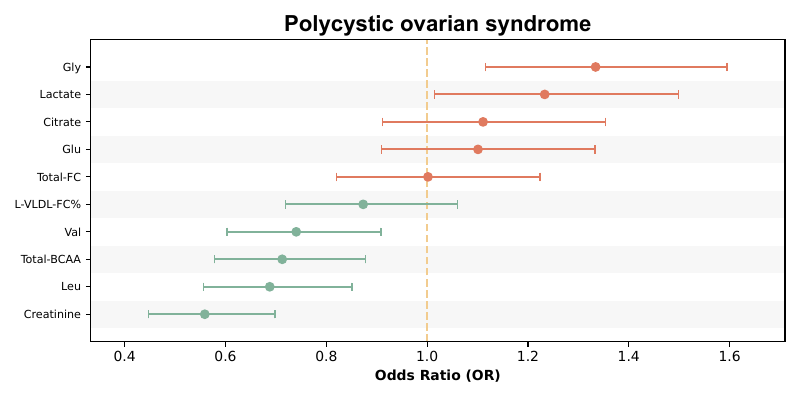 Polycystic ovarian syndrome
Gly
Lactate
Citrate
Glu
Total-FC
L-VLDL-FC%
Val
Total-BCAA
Leu
Creatinine
0.4 0.6 0.8 1.0 1.2 1.4 1.6
Odds Ratio (OR)